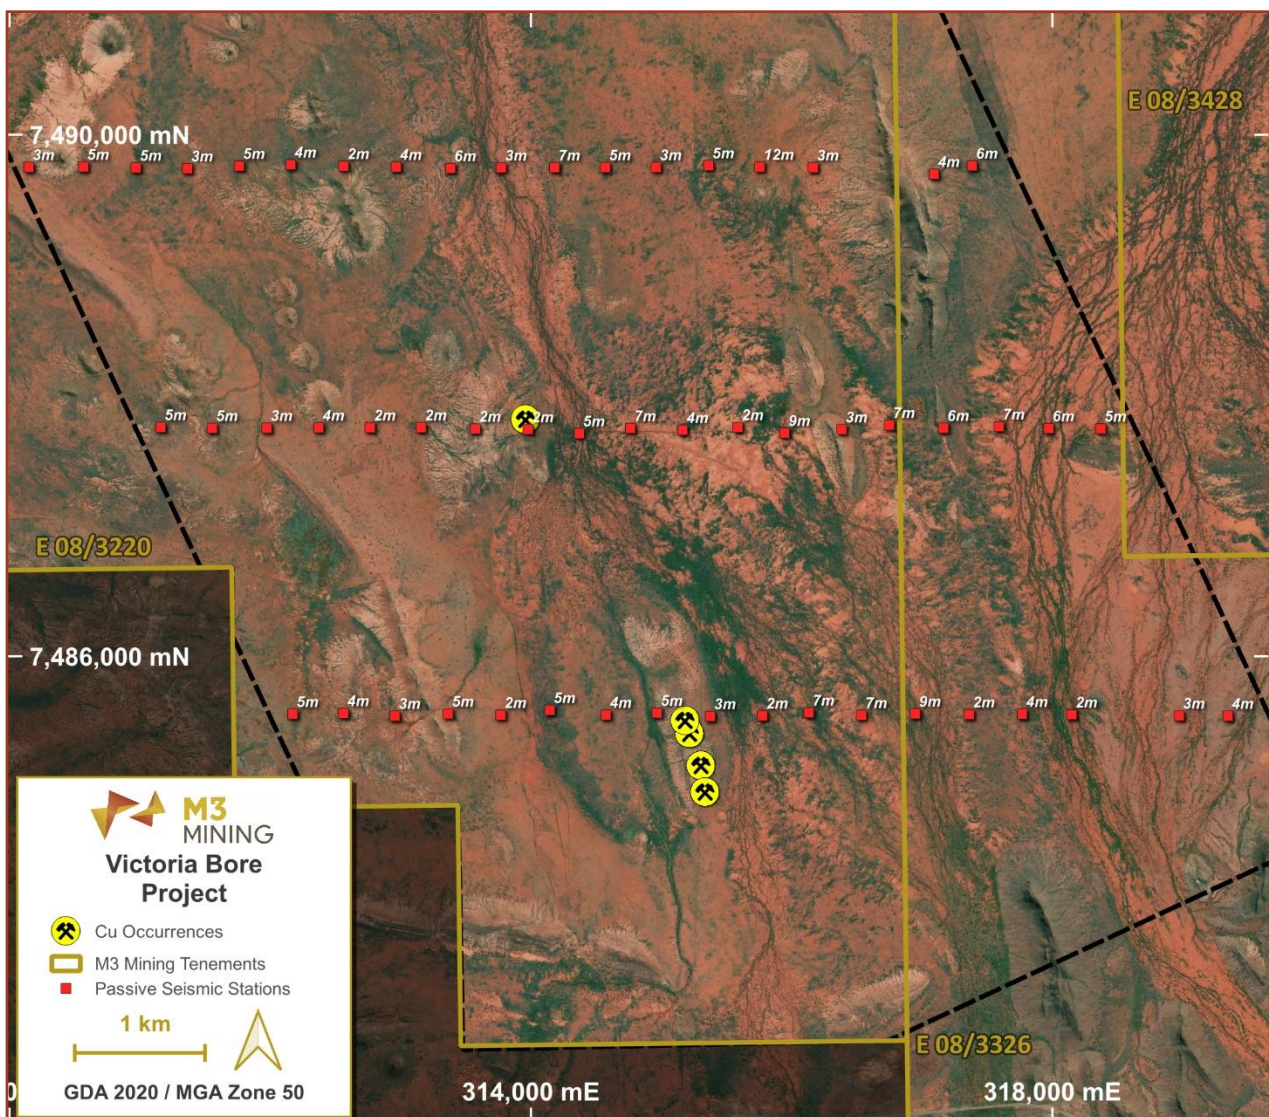 E 08/3428
7,490,000 mN
3m 5m 5m 3m 5m 4m 2m 4m 6m 3m 7m 5m 3m 5m 12m 3m 4m 6m
5m 5m 3m 4m 2m 2m 2m 2m 5m 7m 4m 2m 9m 3m 7m 6m 7m 6m 5m
E 08/3220
7,486,000 mN
5m 4m 3m 5m 2m 5m 4m 5m 3m 2m 7m 7m 9m 2m 4m 2m 3m 4m
M3
MINING
Victoria Bore
Project
Cu Occurrences
M3 Mining Tenements
Passive Seismic Stations
1 km
GDA 2020 / MGA Zone 50
E 08/3326
0
314,000 mE
318,000 mE